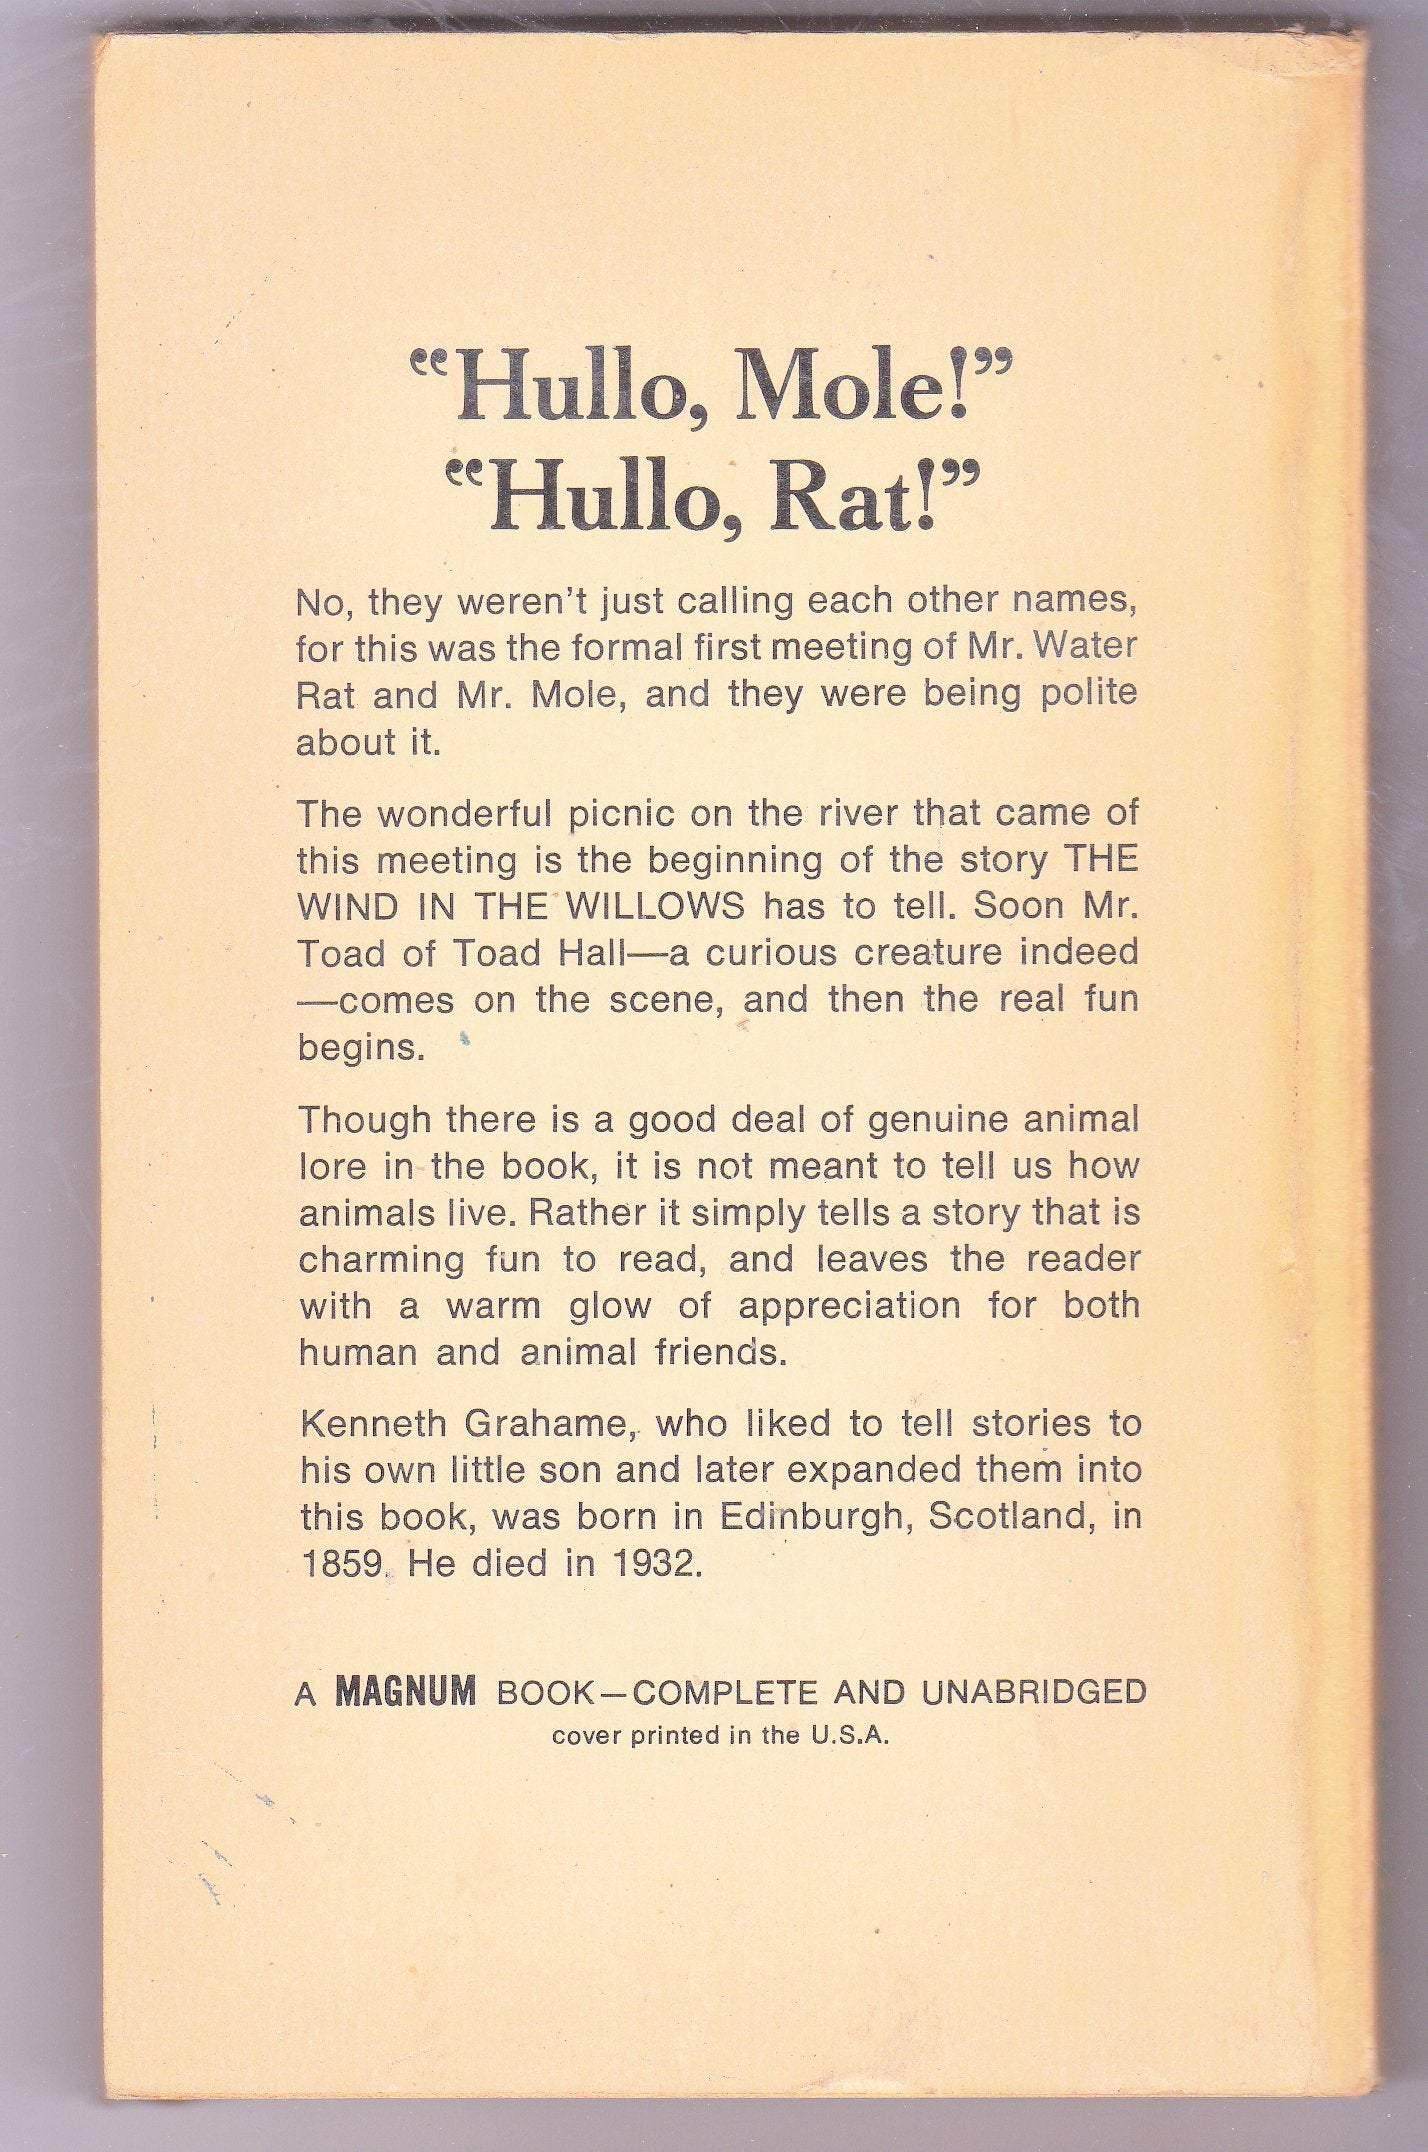 “Hullo, Mole!”
“Hullo, Rat!”
No, they weren't just calling each other names,
for this was the formal first meeting of Mr. Water
Rat and Mr. Mole, and they were being polite
about it.
The wonderful picnic on the river that came of
this meeting is the beginning of the story THE
WIND IN THE WILLOWS has to tell. Soon Mr.
Toad of Toad Hall—a curious creature indeed
—comes on the scene, and then the real fun
begins.
Though there is a good deal of genuine animal
lore in the book, it is not meant to tell us how
animals live. Rather it simply tells a story that is
charming fun to read, and leaves the reader
with a warm glow of appreciation for both
human and animal friends.
Kenneth Grahame, who liked to tell stories to
his own little son and later expanded them into
this book, was born in Edinburgh, Scotland, in
1859. He died in 1932.
A MAGNUM BOOK—COMPLETE AND UNABRIDGED
cover printed in the U.S.A.